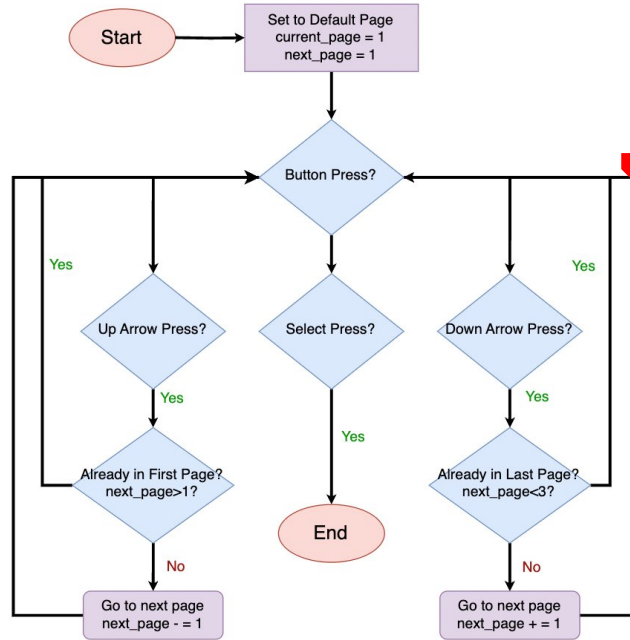 Start
Set to Default Page
current_page = 1
next_page = 1
Button Press?
Yes
Yes
Up Arrow Press?
Select Press?
Down Arrow Press?
Yes
Yes
Yes
Already in First Page?
next_page>1?
Already in Last Page?
next_page<3?
End
No
No
Go to next page
next_page - = 1
Go to next page
next_page + = 1